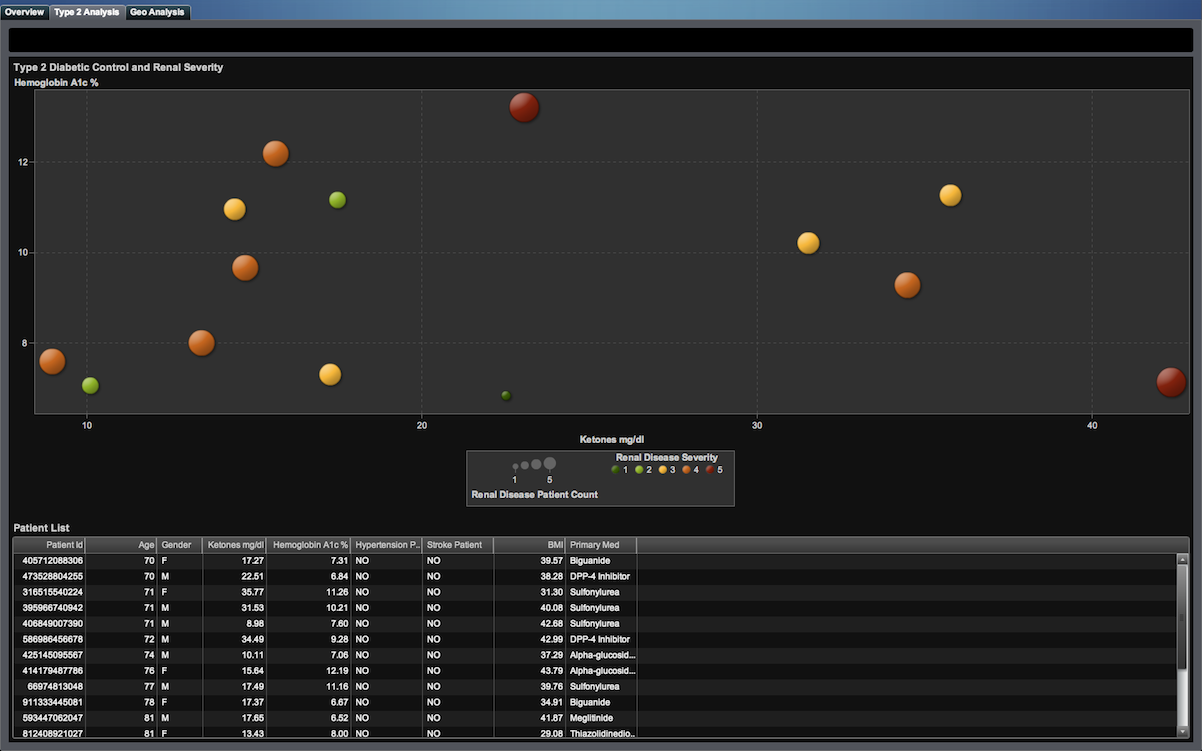 Overview Type 2 Analysis Geo Analysis
Type 2 Diabetic Control and Renal Severity
Hemoglobin A1c %
12
10
8
10 20 30 40
Ketones mg/dl
Renal Disease Severity
1 2 3 4 5
1 5
Renal Disease Patient Count
Patient List
Patient Id Age Gender Ketones mg/dl Hemoglobin A1c % Hypertension P... Stroke Patient BMI Primary Med
405712088306 70 F 17.27 7.31 NO NO 39.57 Biguanide
473528804255 70 M 22.51 6.84 NO NO 38.28 DPP-4 Inhibitor
316515540224 71 F 35.77 11.26 NO NO 31.30 Sulfonylurea
395966740942 71 M 31.53 10.21 NO NO 40.08 Sulfonylurea
406849007390 71 M 8.98 7.60 NO NO 42.68 Sulfonylurea
586986456678 72 M 34.49 9.28 NO NO 42.99 DPP-4 Inhibitor
425145095567 74 M 10.11 7.06 NO NO 37.29 Alpha-glucosid...
414179487786 76 F 15.64 12.19 NO NO 43.79 Alpha-glucosid...
66974813048 77 M 17.49 11.16 NO NO 39.76 Sulfonylurea
911333445081 78 F 17.37 6.67 NO NO 34.91 Biguanide
593447062047 81 M 17.65 6.52 NO NO 41.87 Meglitinide
812408921027 81 F 13.43 8.00 NO NO 29.08 Thiazolidinedio...